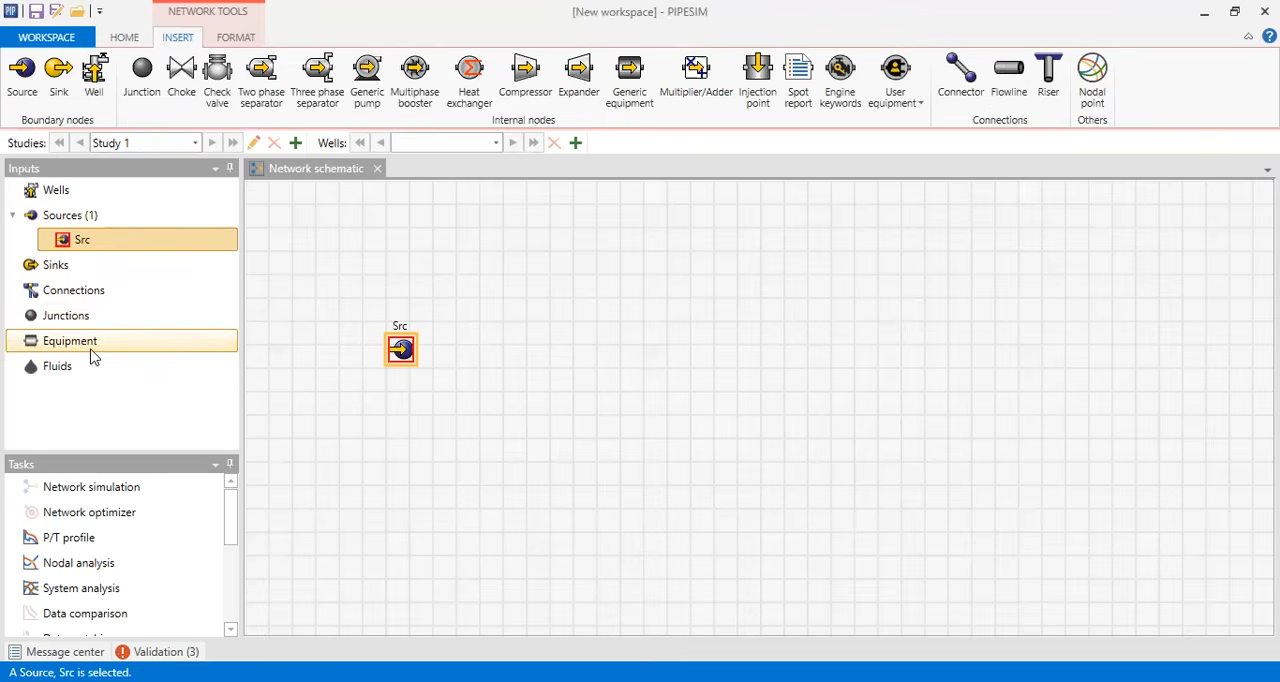 PIP
NETWORK TOOLS
[New workspace] - PIPESIM
WORKSPACE HOME INSERT FORMAT
Source Sink Well
Boundary nodes
Junction Choke Check valve Two phase separator Three phase separator Generic pump Multiphase booster Heat exchanger Compressor Expander Generic equipment Multiplier/Adder Injection point Spot report Engine keywords User equipment
Internal nodes
Connector Flowline Riser
Connections
Nodal point
Others
Studies: Study 1 Wells:
Inputs
Wells
Sources (1)
Src
Sinks
Connections
Junctions
Equipment
Fluids
Network schematic
Src
Tasks
Network simulation
Network optimizer
P/T profile
Nodal analysis
System analysis
Data comparison
Message center Validation (3)
A Source, Src is selected.